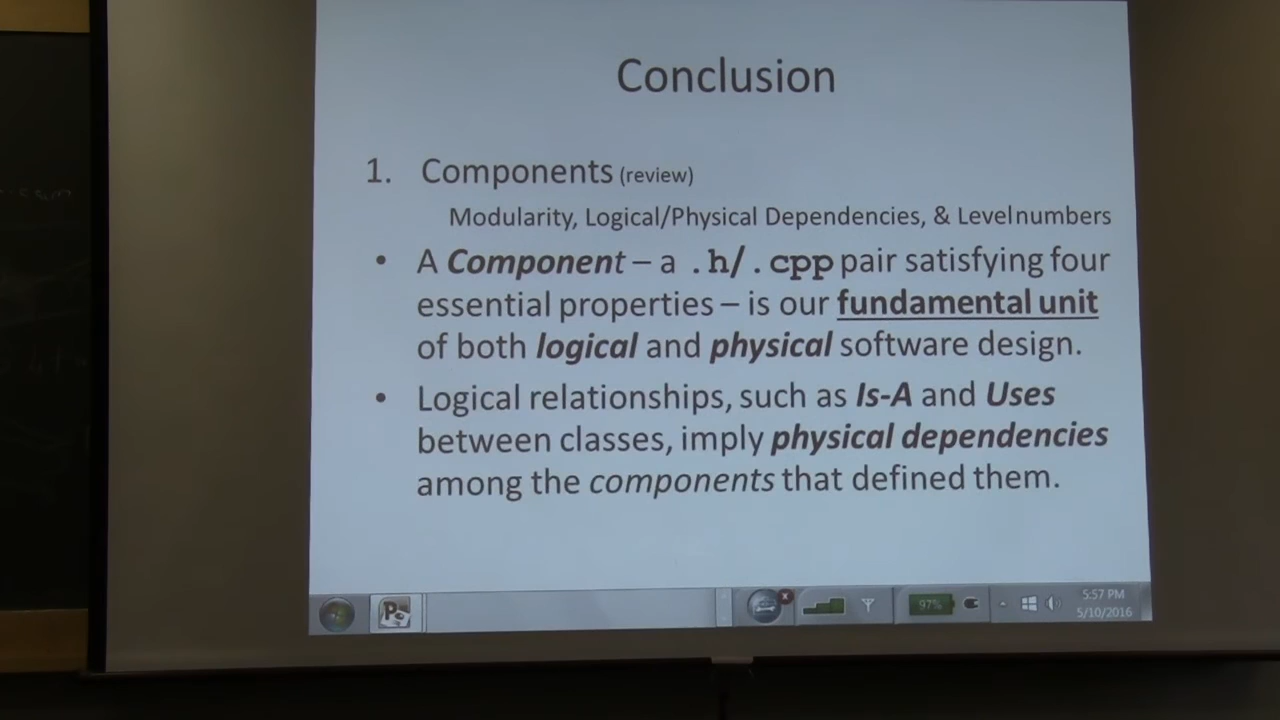 Conclusion
1. Components (review)
Modularity, Logical/Physical Dependencies, & Level numbers
• A Component – a .h/.cpp pair satisfying four
essential properties – is our fundamental unit
of both logical and physical software design.
• Logical relationships, such as Is-A and Uses
between classes, imply physical dependencies
among the components that defined them.
97%
5:57 PM
5/10/2016